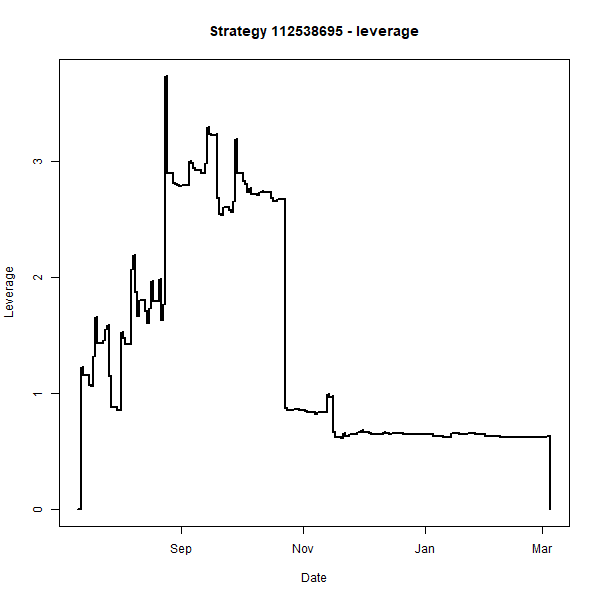 Strategy 112538695 - leverage
Leverage
3
2
1
0
Sep Nov Jan Mar
Date